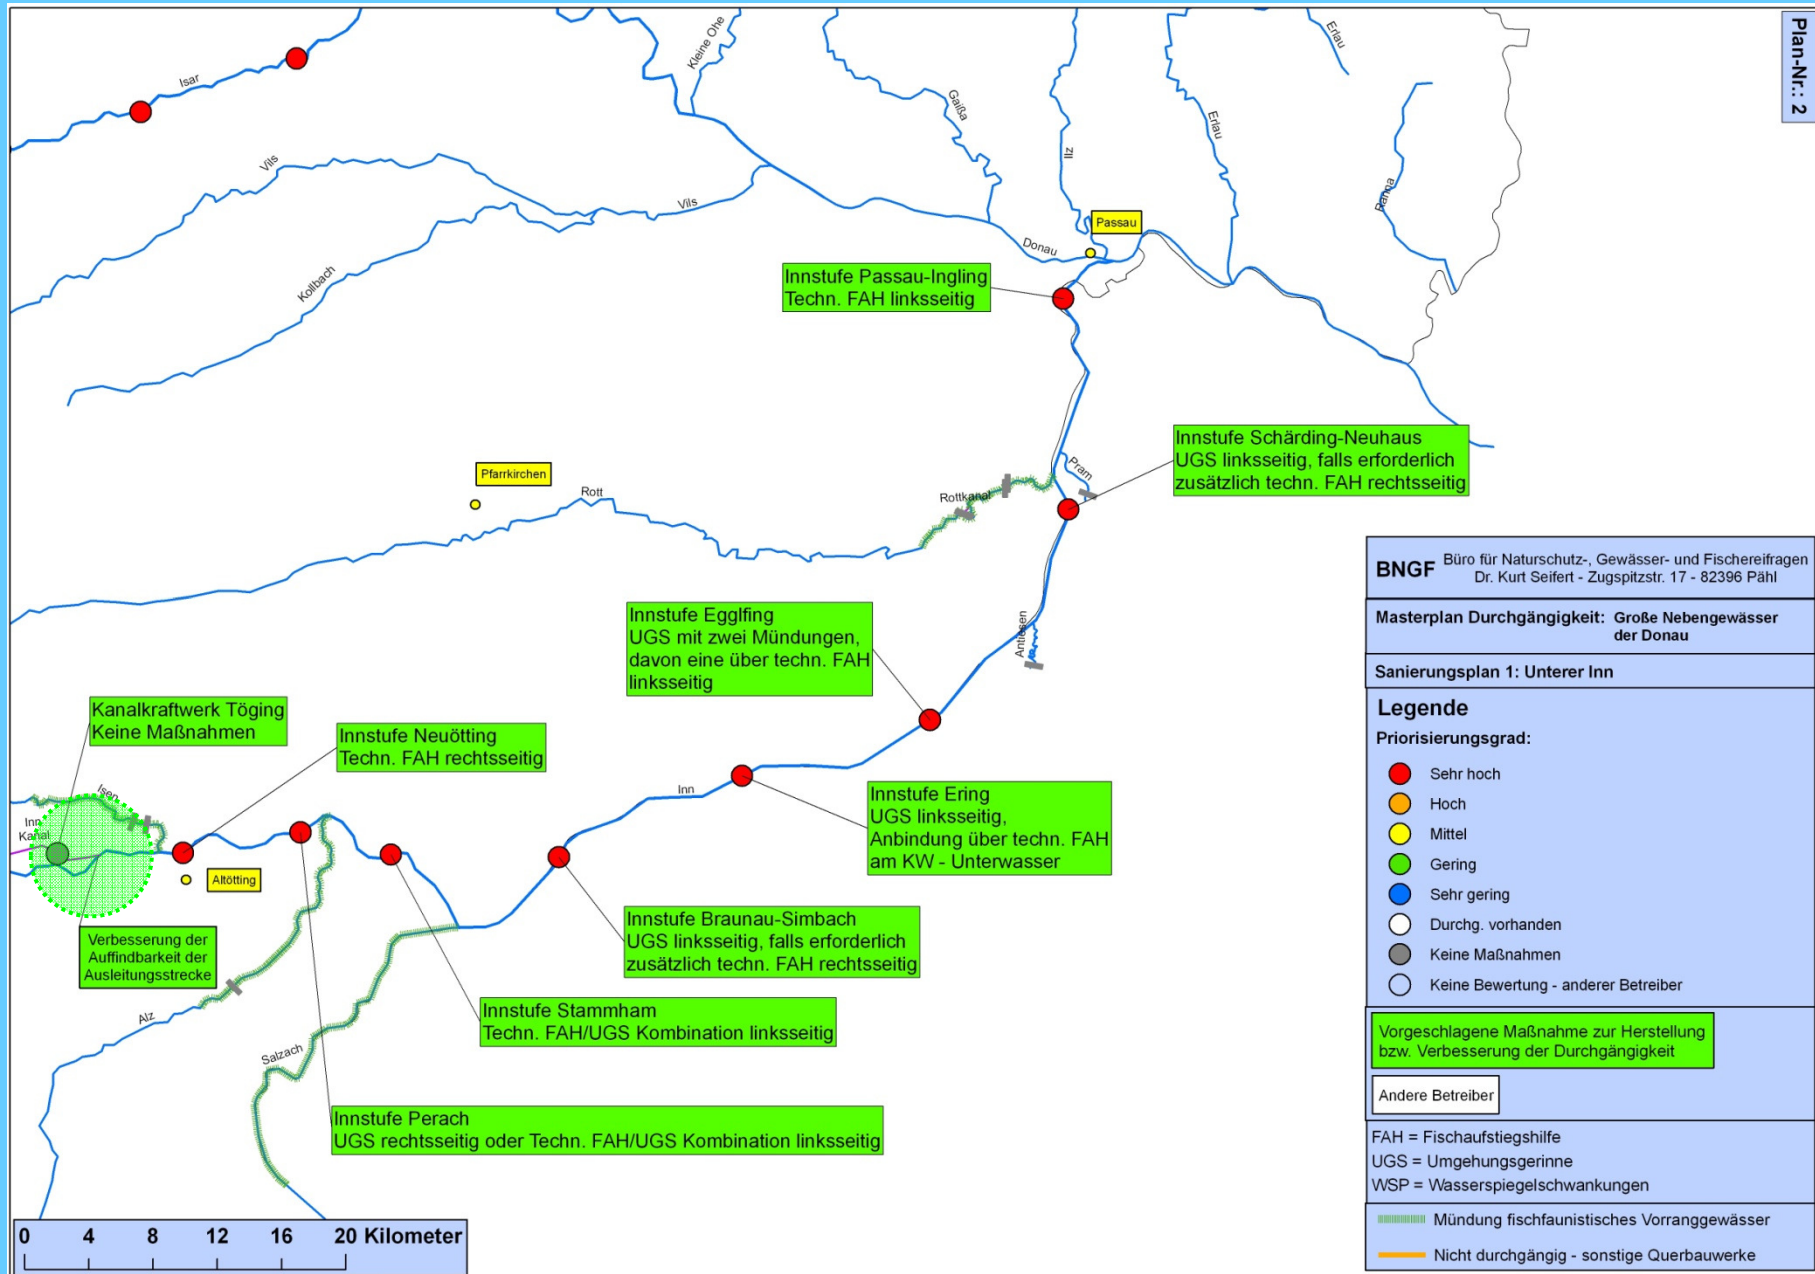 Plan-Nr.: 2
Isar
Kleine Ohe
Gaißa
Ilz
Erlau
Erlau
Ranna
Vils
Vils
Kollbach
Donau
Passau
Innstufe Passau-Ingling
Techn. FAH linksseitig
Innstufe Schärding-Neuhaus
UGS linksseitig, falls erforderlich
zusätzlich techn. FAH rechtsseitig
Pfarrkirchen
Rott
Rottkanal
Pram
Antiesen
Innstufe Egglfing
UGS mit zwei Mündungen,
davon eine über techn. FAH
linksseitig
Kanalkraftwerk Töging
Keine Maßnahmen
Innstufe Neuötting
Techn. FAH rechtsseitig
Isen
Inn
Kanal
Inn
Altötting
Innstufe Ering
UGS linksseitig,
Anbindung über techn. FAH
am KW - Unterwasser
Verbesserung der
Auffindbarkeit der
Ausleitungsstrecke
Innstufe Braunau-Simbach
UGS linksseitig, falls erforderlich
zusätzlich techn. FAH rechtsseitig
Innstufe Stammham
Techn. FAH/UGS Kombination linksseitig
Alz
Salzach
Innstufe Perach
UGS rechtsseitig oder Techn. FAH/UGS Kombination linksseitig
0 4 8 12 16 20 Kilometer
BNGF Büro für Naturschutz-, Gewässer- und Fischereifragen
Dr. Kurt Seifert - Zugspitzstr. 17 - 82396 Pähl
Masterplan Durchgängigkeit: Große Nebengewässer
der Donau
Sanierungsplan 1: Unterer Inn
Legende
Priorisierungsgrad:
Sehr hoch
Hoch
Mittel
Gering
Sehr gering
Durchg. vorhanden
Keine Maßnahmen
Keine Bewertung - anderer Betreiber
Vorgeschlagene Maßnahme zur Herstellung
bzw. Verbesserung der Durchgängigkeit
Andere Betreiber
FAH = Fischaufstiegshilfe
UGS = Umgehungsgerinne
WSP = Wasserspiegelschwankungen
Mündung fischfaunistisches Vorranggewässer
Nicht durchgängig - sonstige Querbauwerke